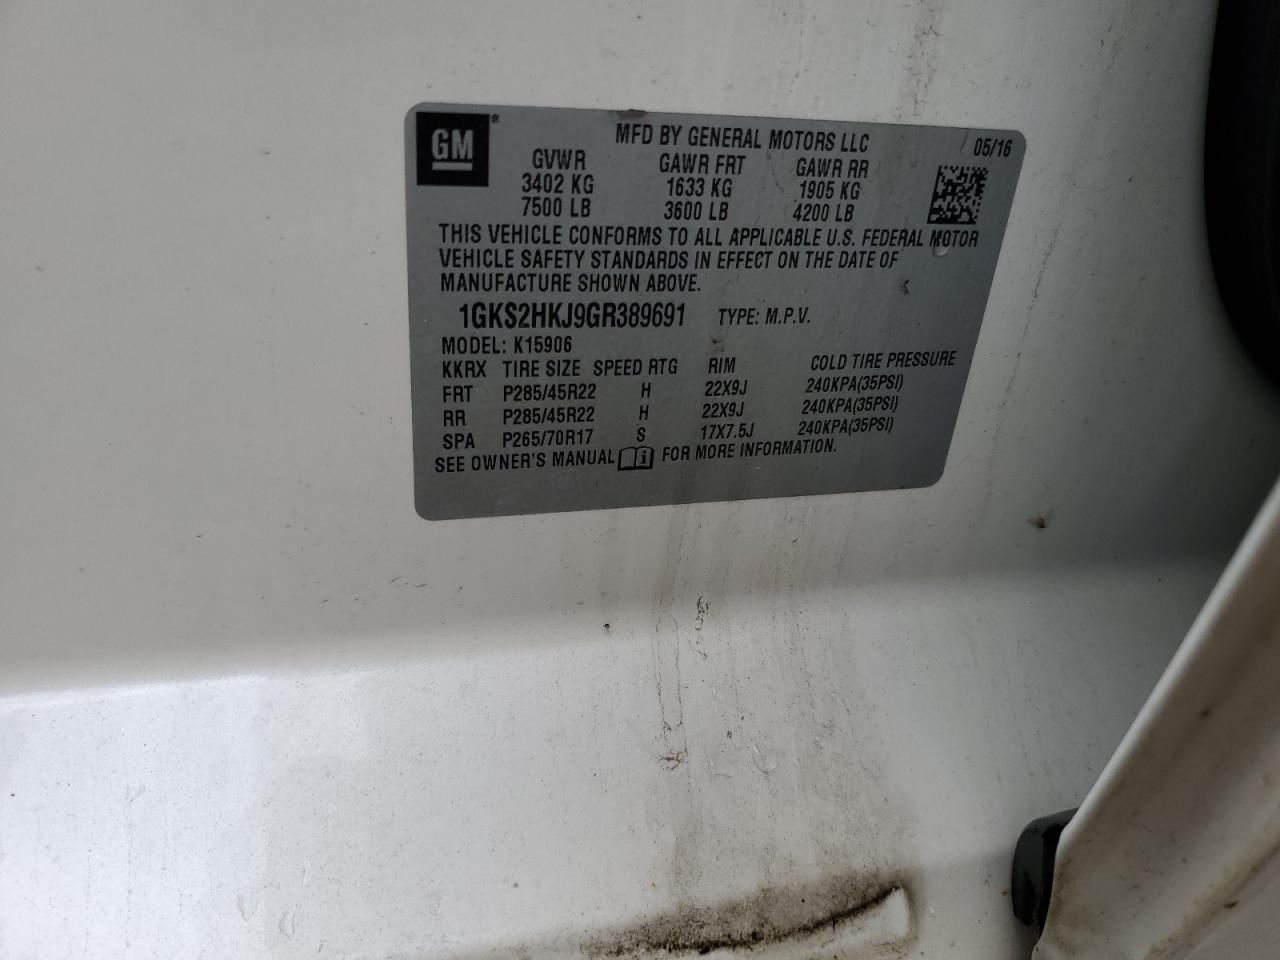 GM ® MFD BY GENERAL MOTORS LLC 05/16
GVWR GAWR FRT GAWR RR
3402 KG 1633 KG 1905 KG
7500 LB 3600 LB 4200 LB
THIS VEHICLE CONFORMS TO ALL APPLICABLE U.S. FEDERAL MOTOR
VEHICLE SAFETY STANDARDS IN EFFECT ON THE DATE OF
MANUFACTURE SHOWN ABOVE.
1GKS2HKJ9GR389691 TYPE: M.P.V.
MODEL: K15906
KKRX TIRE SIZE SPEED RTG RIM COLD TIRE PRESSURE
FRT P285/45R22 H 22X9J 240KPA(35PSI)
RR P285/45R22 H 22X9J 240KPA(35PSI)
SPA P265/70R17 S 17X7.5J 240KPA(35PSI)
SEE OWNER'S MANUAL i FOR MORE INFORMATION.